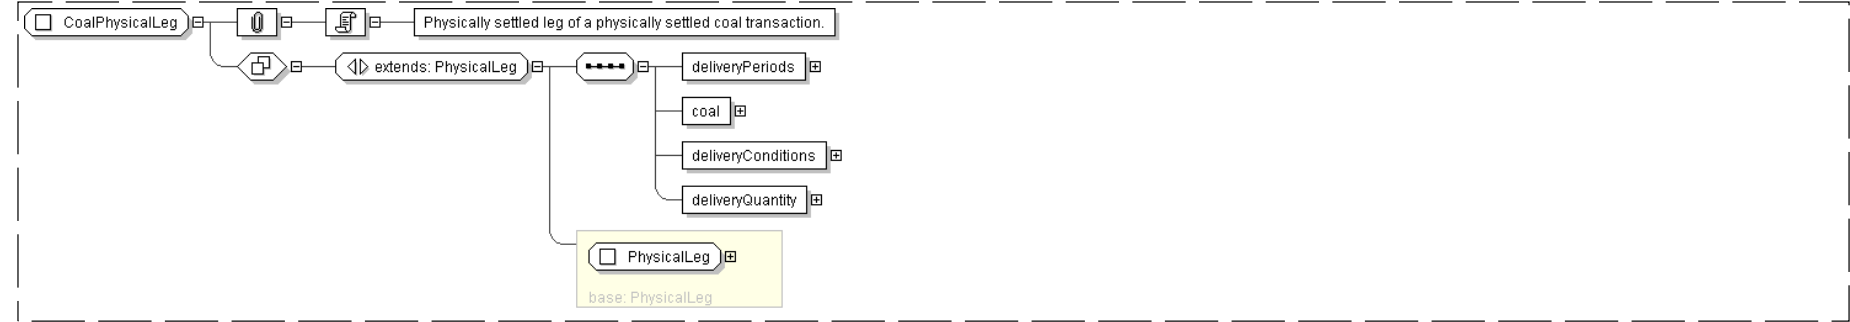 CoalPhysicalLeg
Physically settled leg of a physically settled coal transaction.
extends: PhysicalLeg
deliveryPeriods
coal
deliveryConditions
deliveryQuantity
PhysicalLeg
base: PhysicalLeg